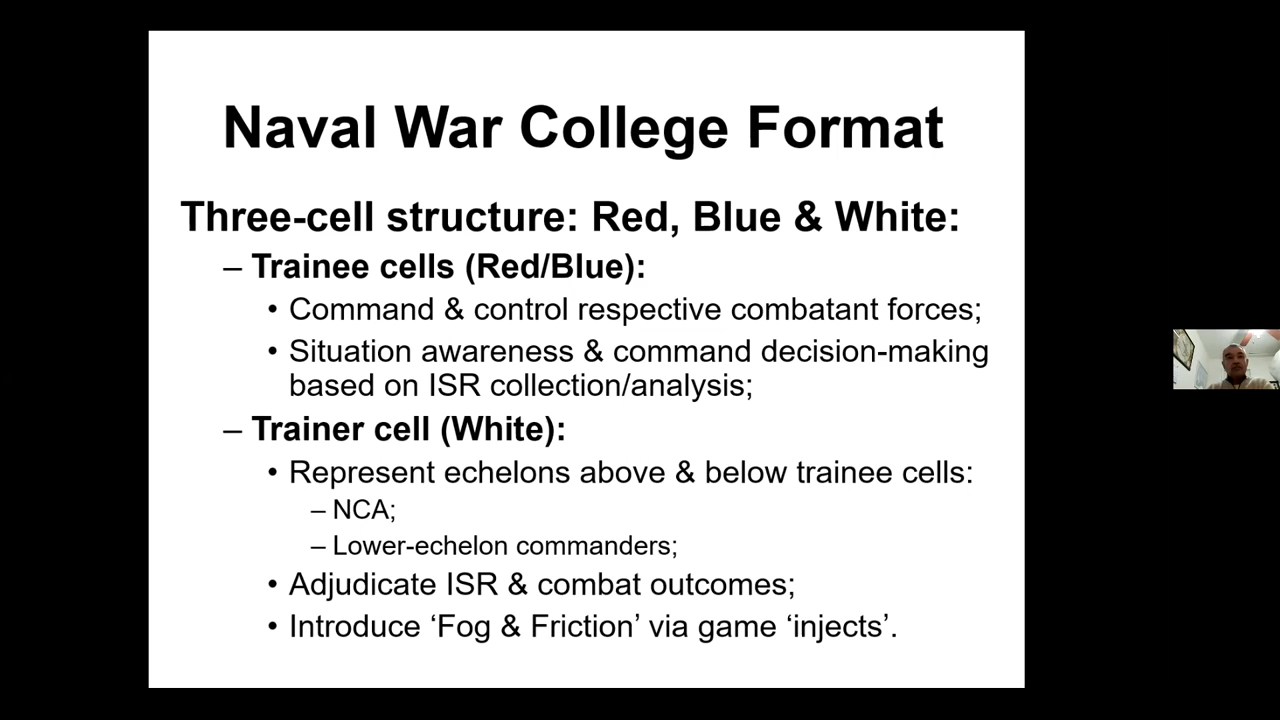 Naval War College Format
Three-cell structure: Red, Blue & White:
– Trainee cells (Red/Blue):
• Command & control respective combatant forces;
• Situation awareness & command decision-making
based on ISR collection/analysis;
– Trainer cell (White):
• Represent echelons above & below trainee cells:
– NCA;
– Lower-echelon commanders;
• Adjudicate ISR & combat outcomes;
• Introduce ‘Fog & Friction’ via game ‘injects’.